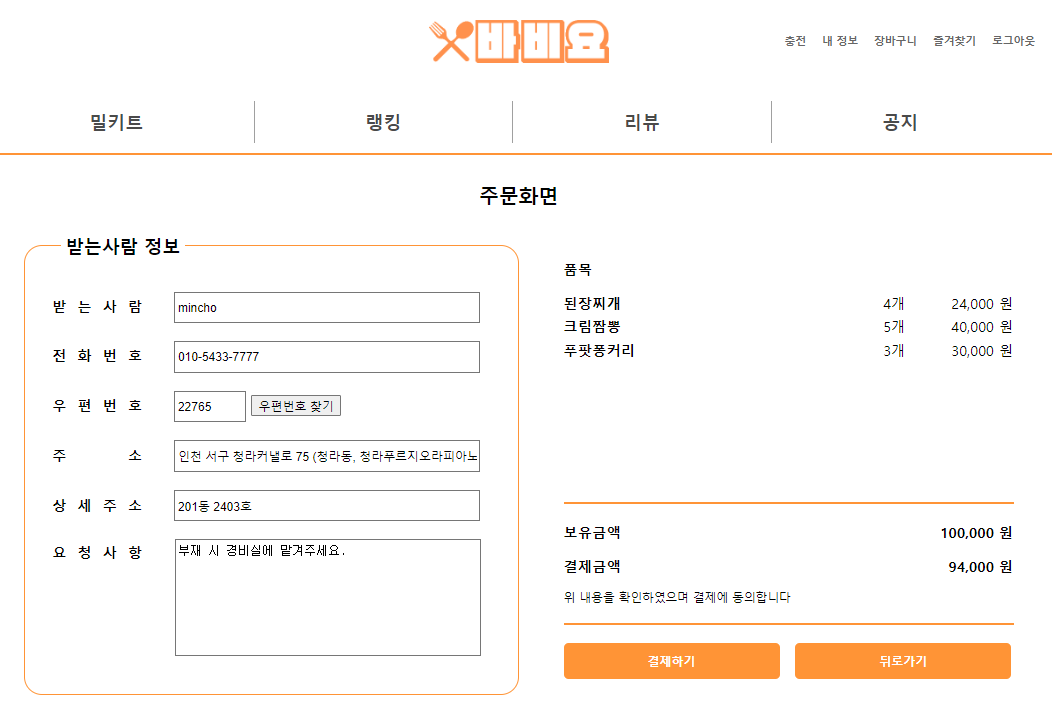 바비요
충전 내 정보 장바구니 즐겨찾기 로그아웃
밀키트 랭킹 리뷰 공지
주문화면
받는사람 정보
받는사람 mincho
전화번호 010-5433-7777
우편번호 22765 우편번호 찾기
주소 인천 서구 청라커낼로 75 (청라동, 청라푸르지오라피아노
상세주소 201동 2403호
요청사항 부재 시 경비실에 맡겨주세요.
품목
된장찌개 4개 24,000 원
크림짬뽕 5개 40,000 원
푸팟퐁커리 3개 30,000 원
보유금액 100,000 원
결제금액 94,000 원
위 내용을 확인하였으며 결제에 동의합니다
결제하기 뒤로가기